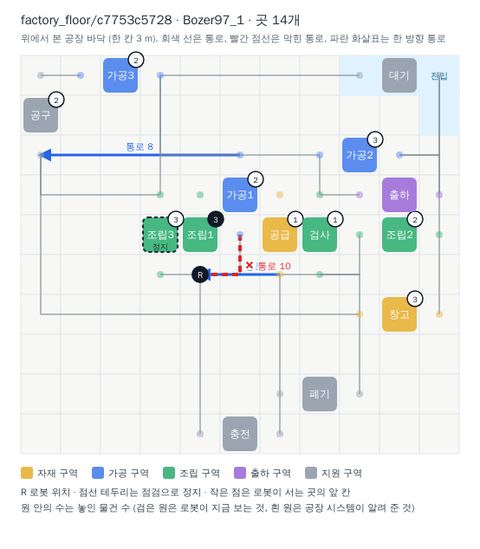 factory_floor/c7753c5728 · Bozer97_1 · 곳 14개
위에서 본 공장 바닥 (한 칸 3 m). 회색 선은 통로, 빨간 점선은 막힌 통로, 파란 화살표는 한 방향 통로
가공3 2
대기
진입
공구 2
통로 8
가공2 3
가공1 2
출하
조립3 3
정지
조립1 3
공급 1
검사 1
조립2 2
✕ 통로 10
R
창고 3
폐기
충전
자재 구역 가공 구역 조립 구역 출하 구역 지원 구역
R 로봇 위치 · 점선 테두리는 점검으로 정지 · 작은 점은 로봇이 서는 곳의 앞 칸
원 안의 수는 놓인 물건 수 (검은 원은 로봇이 지금 보는 것, 흰 원은 공장 시스템이 알려 준 것)